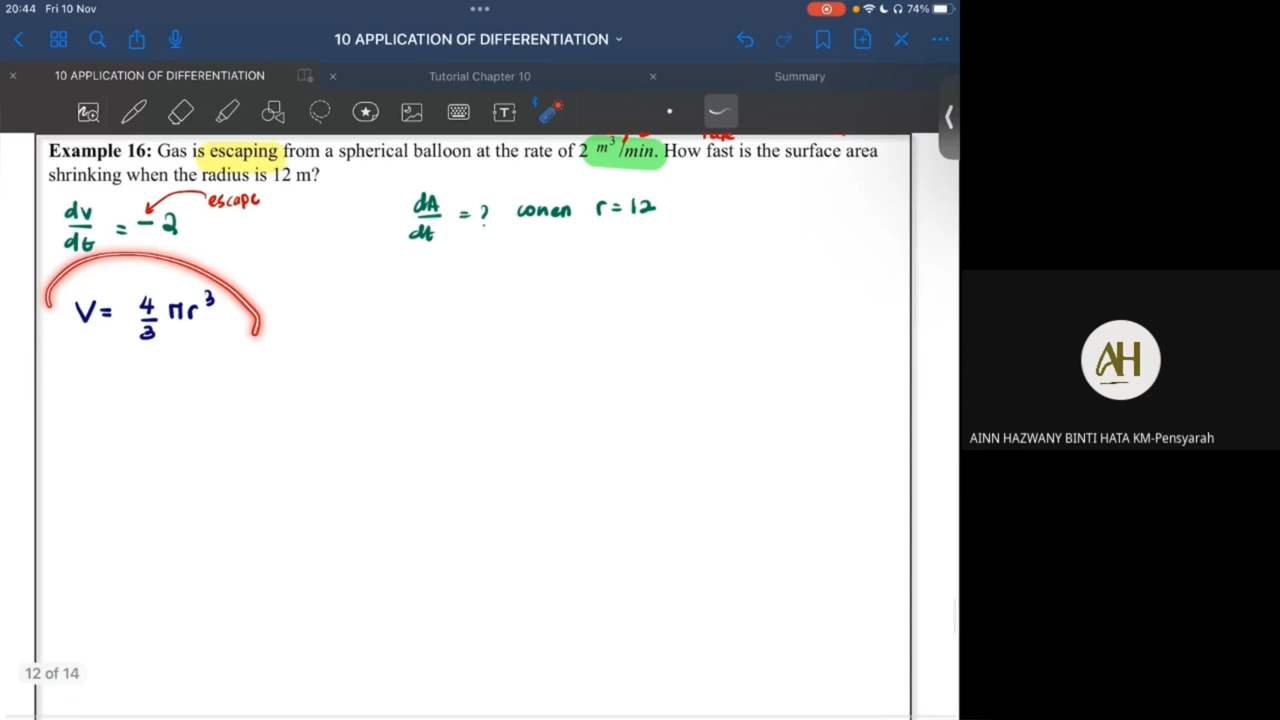 20:44 Fri 10 Nov
74%
10 APPLICATION OF DIFFERENTIATION
10 APPLICATION OF DIFFERENTIATION
Tutorial Chapter 10
Summary
T
rate
Example 16: Gas is escaping from a spherical balloon at the rate of 2 m³/min. How fast is the surface area
shrinking when the radius is 12 m?
dV/dt = -2
escape
dA/dt = ? when r = 12
V = 4/3 πr³
AH
AINN HAZWANY BINTI HATA KM-Pensyarah
12 of 14